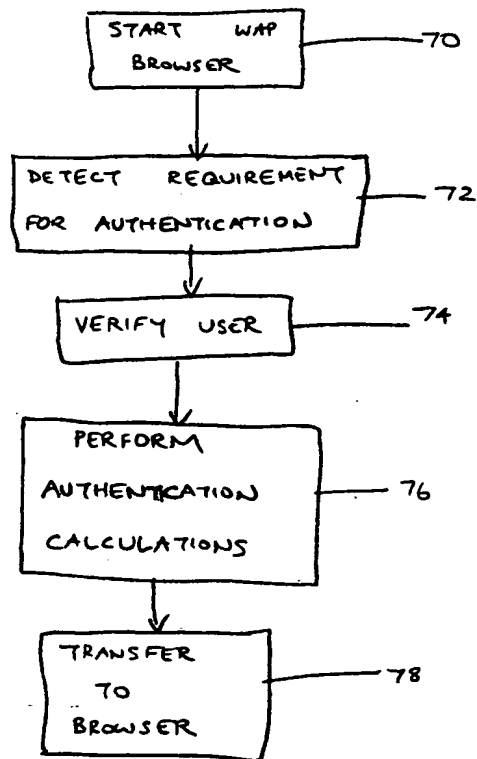 START WAP
BROWSER
70
DETECT REQUIREMENT
FOR AUTHENTICATION
72
VERIFY USER
74
PERFORM
AUTHENTICATION
CALCULATIONS
76
TRANSFER
TO
BROWSER
78